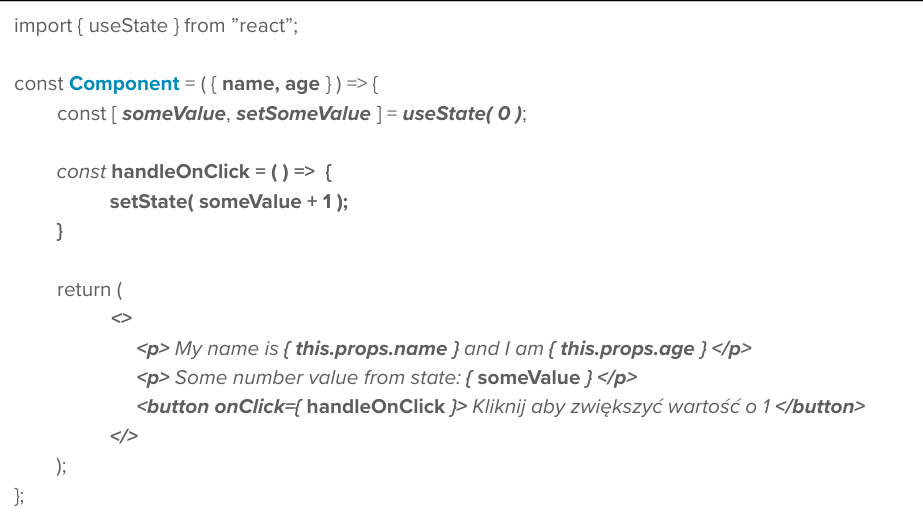 import { useState } from ”react”;
const Component = ( { name, age } ) => {
const [ someValue, setSomeValue ] = useState( 0 );
const handleOnClick = ( ) => {
setState( someValue + 1 );
}
return (
<>
<p> My name is { this.props.name } and I am { this.props.age } </p>
<p> Some number value from state: { someValue } </p>
<button onClick={ handleOnClick }> Kliknij aby zwiększyć wartość o 1 </button>
</>
);
};